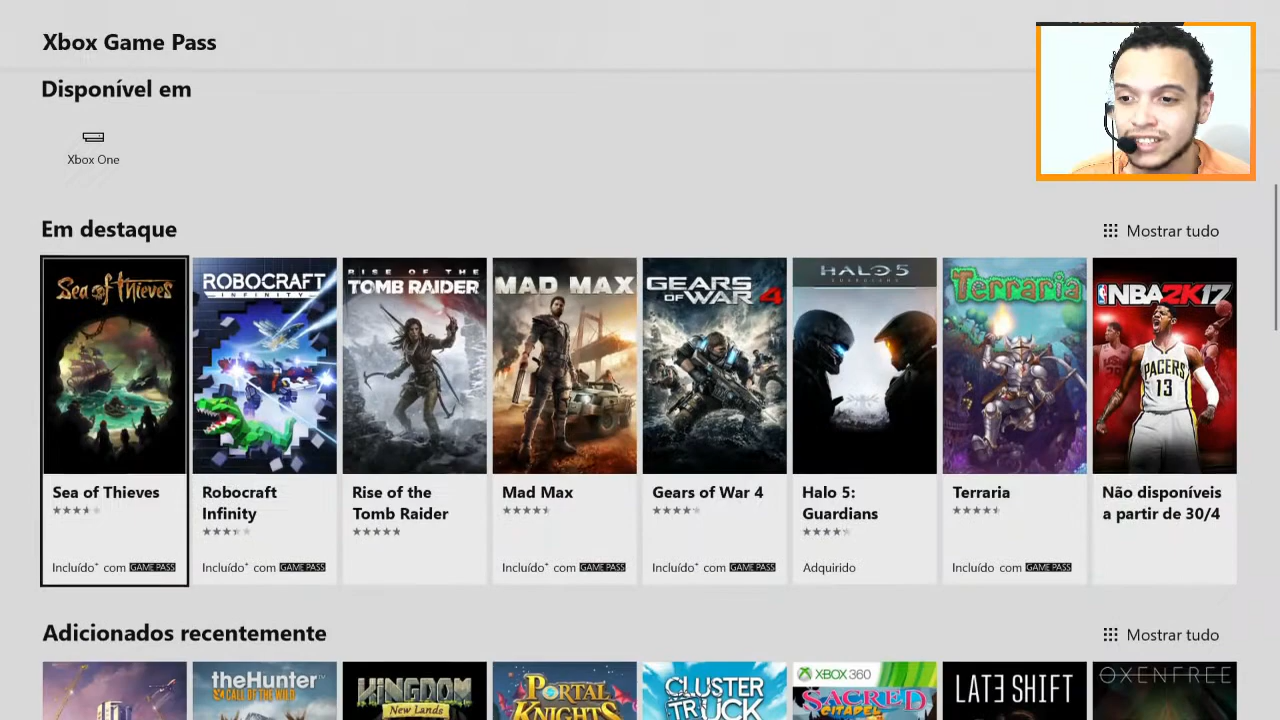 Xbox Game Pass
Disponível em
Xbox One
Em destaque
Mostrar tudo
Sea of Thieves
ROBOCRAFT
INFINITY
RISE OF THE
TOMB RAIDER
MAD MAX
GEARS
OF WAR 4
HALO 5
GUARDIANS
Terraria
NBA2K17
PACERS
13
Sea of Thieves
Robocraft
Infinity
Rise of the
Tomb Raider
Mad Max
Gears of War 4
Halo 5:
Guardians
Terraria
Não disponíveis
a partir de 30/4
Incluído* com GAME PASS
Incluído* com GAME PASS
Incluído* com GAME PASS
Incluído* com GAME PASS
Adquirido
Incluído com GAME PASS
Adicionados recentemente
Mostrar tudo
theHunter
CALL OF THE WILD
KINGDOM
New Lands
PORTAL
KNIGHTS
CLUSTER
TRUCK
XBOX 360
SACRED
CITADEL
LATE SHIFT
OXENFREE